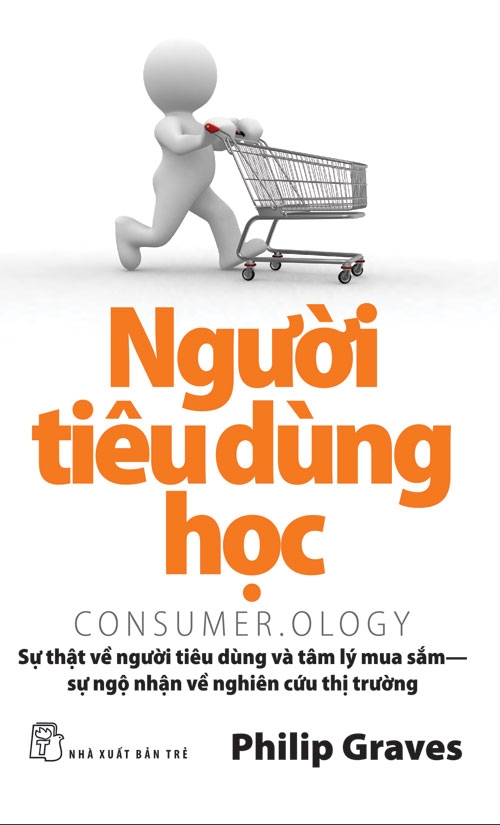 Người
tiêu dùng
học
CONSUMER.OLOGY
Sự thật về người tiêu dùng và tâm lý mua sắm—
sự ngộ nhận về nghiên cứu thị trường
T
NHÀ XUẤT BẢN TRẺ
Philip Graves